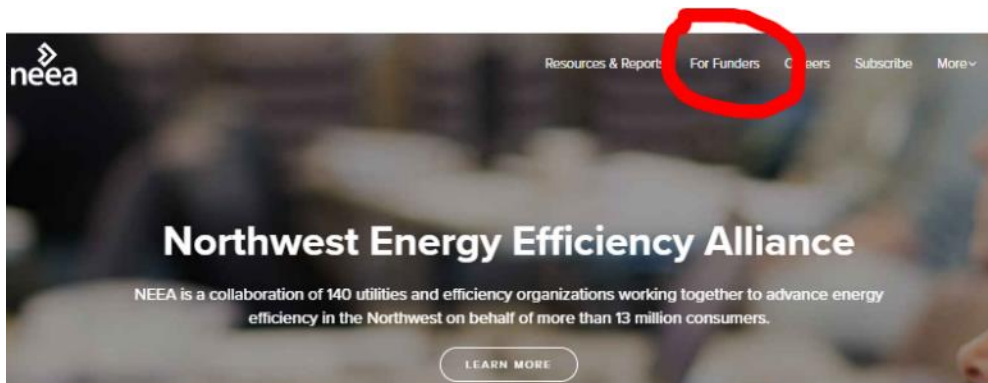 neea
Resources & Reports For Funders Careers Subscribe More
Northwest Energy Efficiency Alliance
NEEA is a collaboration of 140 utilities and efficiency organizations working together to advance energy
efficiency in the Northwest on behalf of more than 13 million consumers.
LEARN MORE